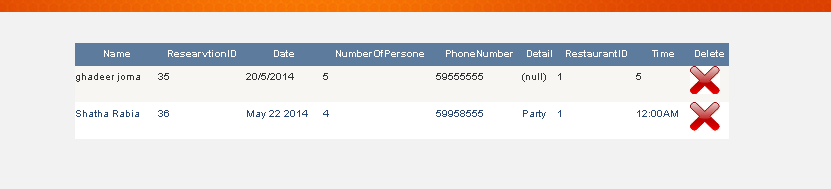 Name ResearvtionID Date NumberOfPersone PhoneNumber Detail RestaurantID Time Delete
ghadeer joma 35 20/5/2014 5 59555555 (null) 1 5
Shatha Rabia 36 May 22 2014 4 59958555 Party 1 12:00AM